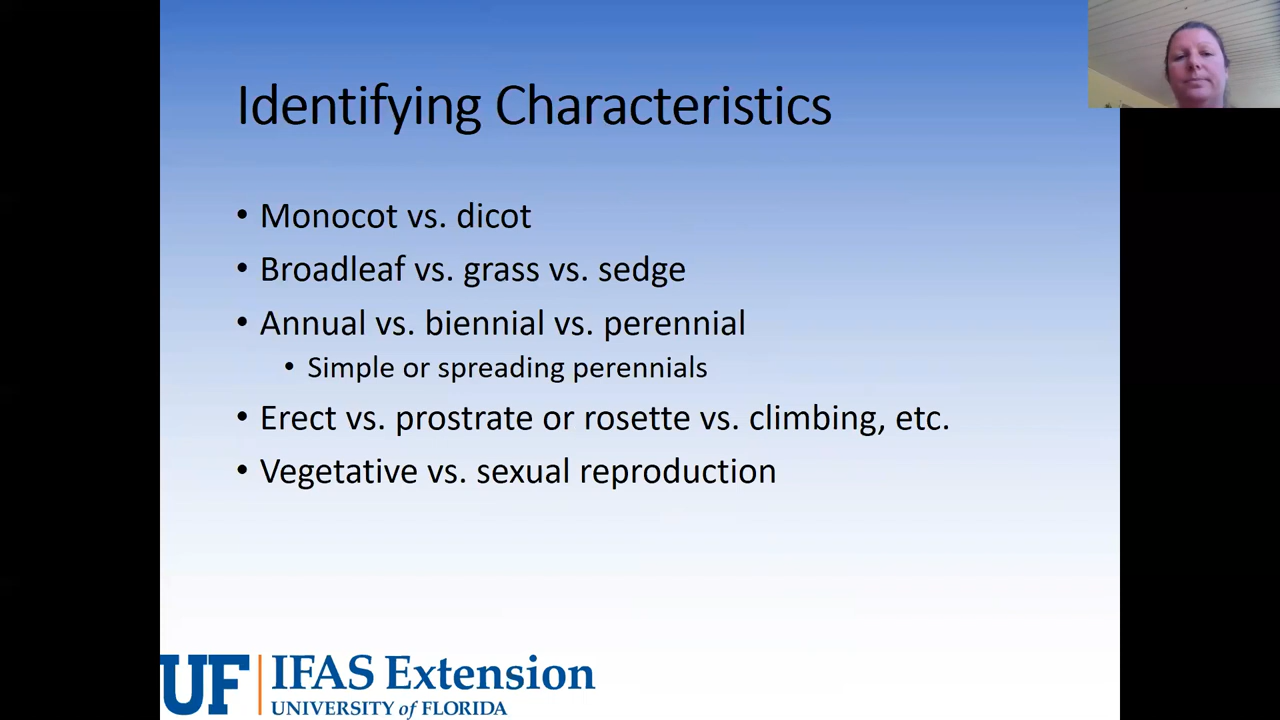 Identifying Characteristics
• Monocot vs. dicot
• Broadleaf vs. grass vs. sedge
• Annual vs. biennial vs. perennial
• Simple or spreading perennials
• Erect vs. prostrate or rosette vs. climbing, etc.
• Vegetative vs. sexual reproduction
UF IFAS Extension
UNIVERSITY of FLORIDA